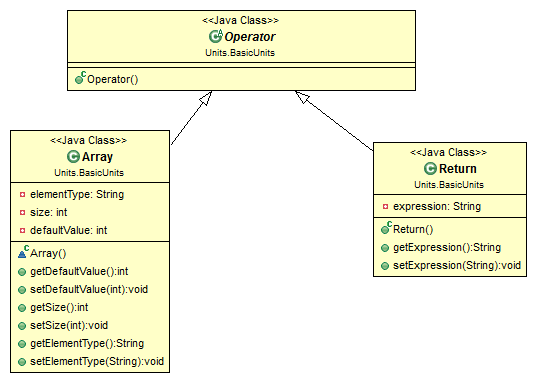 <<Java Class>>
Operator
Units.BasicUnits
Operator()
<<Java Class>>
Array
Units.BasicUnits
elementType: String
size: int
defaultValue: int
Array()
getDefaultValue():int
setDefaultValue(int):void
getSize():int
setSize(int):void
getElementType():String
setElementType(String):void
<<Java Class>>
Return
Units.BasicUnits
expression: String
Return()
getExpression():String
setExpression(String):void